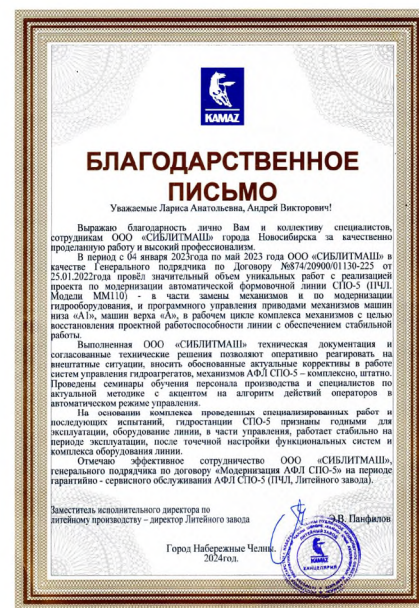 KAMAZ
БЛАГОДАРСТВЕННОЕ
ПИСЬМО
Уважаемые Лариса Анатольевна, Андрей Викторович!
Выражаю благодарность лично Вам и коллективу специалистов,
сотрудникам ООО «СИБЛИТМАШ» города Новосибирска за качественно
проделанную работу и высокий профессионализм.
В период с 04 января 2023года по май 2023 года ООО «СИБЛИТМАШ» в
качестве Генерального подрядчика по Договору №874/20900/01130-225 от
25.01.2022года провёл значительный объем уникальных работ с реализацией
проекта по модернизации автоматической формовочной линии СПО-5 (ПЧЛ.
Модели ММ110) - в части замены механизмов и по модернизации
гидрооборудования, и программного управления приводами механизмов машин
низа «А1», машин верха «А», в рабочем цикле комплекса механизмов с целью
восстановления проектной работоспособности линии с обеспечением стабильной
работы.
Выполненная ООО «СИБЛИТМАШ» техническая документация и
согласованные технические решения позволяют оперативно реагировать на
внештатные ситуации, вносить обоснованные актуальные коррективы в работе
систем управления гидроагрегатов, механизмов АФЛ СПО-5 – комплексно, штатно.
Проведены семинары обучения персонала производства и специалистов по
актуальной методике с акцентом на алгоритм действий операторов в
автоматическом режиме управления.
На основании комплекса проведенных специализированных работ и
последующих испытаний, гидростанции СПО-5 признаны годными для
эксплуатации, оборудование линии, в части управления, работает стабильно на
периоде эксплуатации, после точечной настройки функциональных систем и
комплекса оборудования линии.
Отмечаю эффективное сотрудничество ООО «СИБЛИТМАШ»,
генерального подрядчика по договору «Модернизация АФЛ СПО-5» на периоде
гарантийно - сервисного обслуживания АФЛ СПО-5 (ПЧЛ, Литейного завода).
Заместитель исполнительного директора по
литейному производству – директор Литейного завода
Э.В. Панфилов
Город Набережные Челны.
2024год.
ЛИТЕЙНЫЙ ЗАВОД
KAMAZ
КАНЦЕЛЯРИЯ